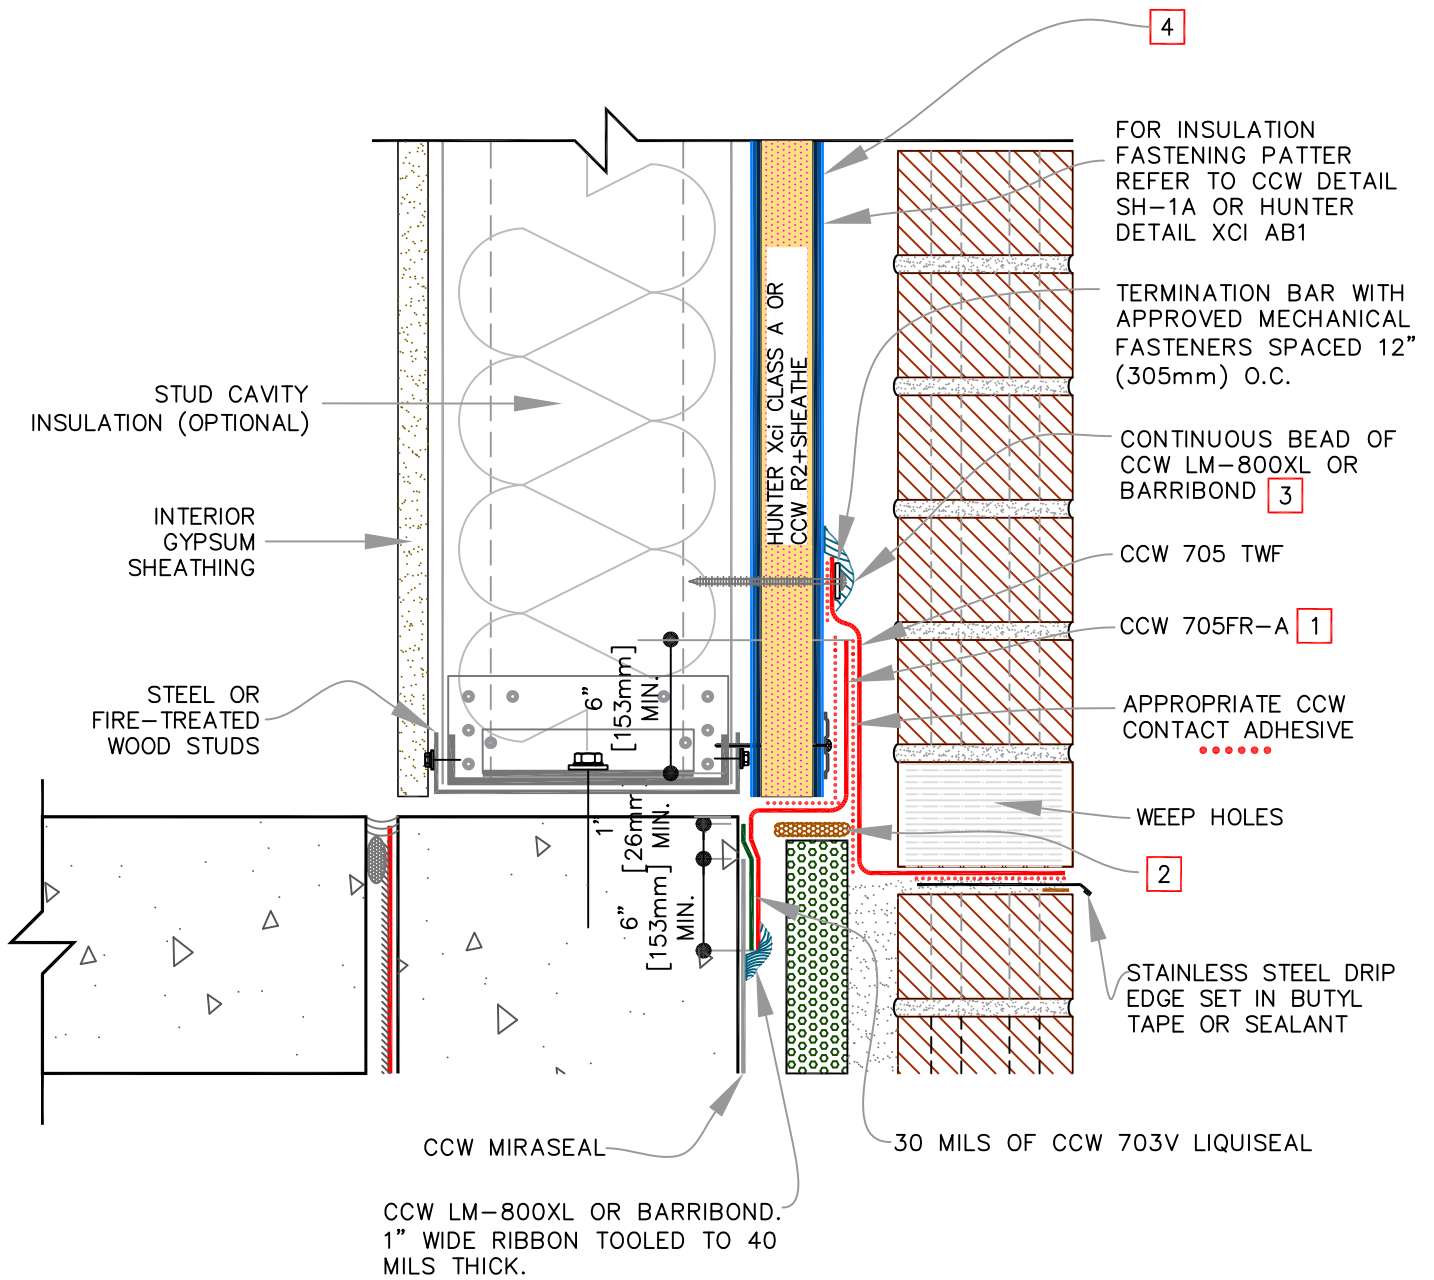 4
FOR INSULATION
FASTENING PATTER
REFER TO CCW DETAIL
SH-1A OR HUNTER
DETAIL XCI AB1
TERMINATION BAR WITH
APPROVED MECHANICAL
FASTENERS SPACED 12"
(305mm) O.C.
CONTINUOUS BEAD OF
CCW LM-800XL OR
BARRIBOND 3
CCW 705 TWF
CCW 705FR-A 1
APPROPRIATE CCW
CONTACT ADHESIVE
WEEP HOLES
2
STAINLESS STEEL DRIP
EDGE SET IN BUTYL
TAPE OR SEALANT
30 MILS OF CCW 703V LIQUISEAL
STUD CAVITY
INSULATION (OPTIONAL)
INTERIOR
GYPSUM
SHEATHING
STEEL OR
FIRE-TREATED
WOOD STUDS
HUNTER Xci CLASS A OR
CCW R2+SHEATHE
6"
[153mm]
MIN.
1"
[26mm]
MIN.
6"
[153mm]
MIN.
CCW MIRASEAL
CCW LM-800XL OR BARRIBOND.
1" WIDE RIBBON TOOLED TO 40
MILS THICK.